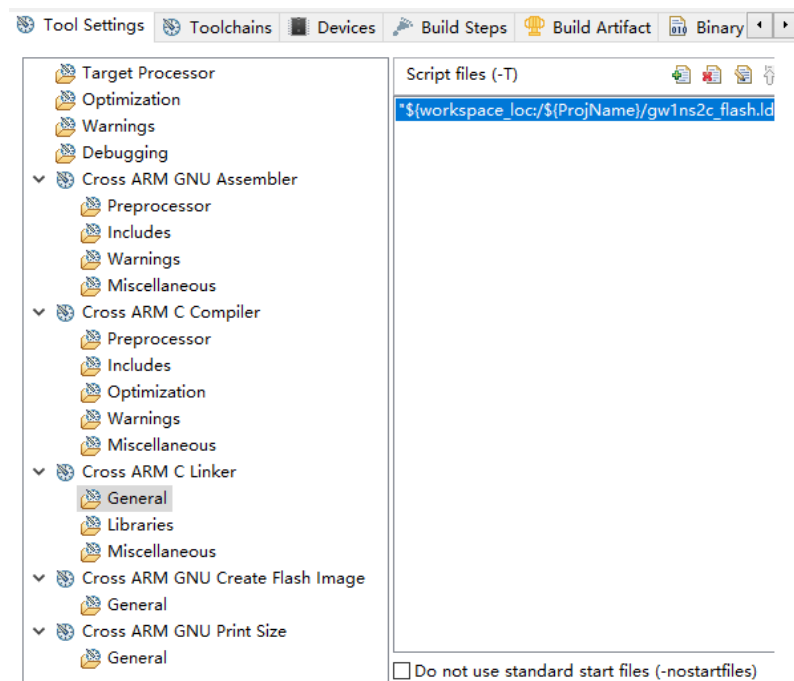 Tool Settings Toolchains Devices Build Steps Build Artifact Binary
Target Processor
Optimization
Warnings
Debugging
Cross ARM GNU Assembler
Preprocessor
Includes
Warnings
Miscellaneous
Cross ARM C Compiler
Preprocessor
Includes
Optimization
Warnings
Miscellaneous
Cross ARM C Linker
General
Libraries
Miscellaneous
Cross ARM GNU Create Flash Image
General
Cross ARM GNU Print Size
General
Script files (-T)
"${workspace_loc:/${ProjName}/gw1ns2c_flash.ld
Do not use standard start files (-nostartfiles)